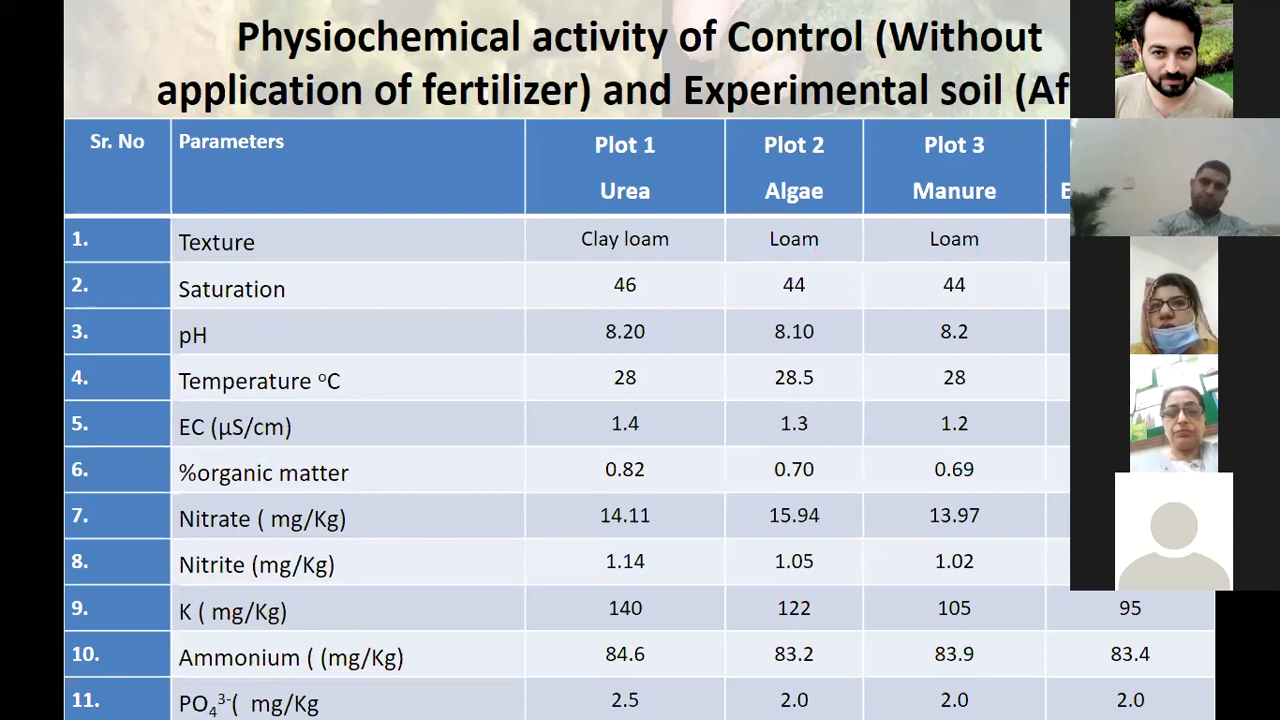 Physiochemical activity of Control (Without
application of fertilizer) and Experimental soil (Af
Sr. No Parameters Plot 1 Urea Plot 2 Algae Plot 3 Manure E
1. Texture Clay loam Loam Loam
2. Saturation 46 44 44
3. pH 8.20 8.10 8.2
4. Temperature ᵒC 28 28.5 28
5. EC (µS/cm) 1.4 1.3 1.2
6. %organic matter 0.82 0.70 0.69
7. Nitrate ( mg/Kg) 14.11 15.94 13.97
8. Nitrite (mg/Kg) 1.14 1.05 1.02
9. K ( mg/Kg) 140 122 105 95
10. Ammonium ( (mg/Kg) 84.6 83.2 83.9 83.4
11. PO₄³⁻( mg/Kg 2.5 2.0 2.0 2.0